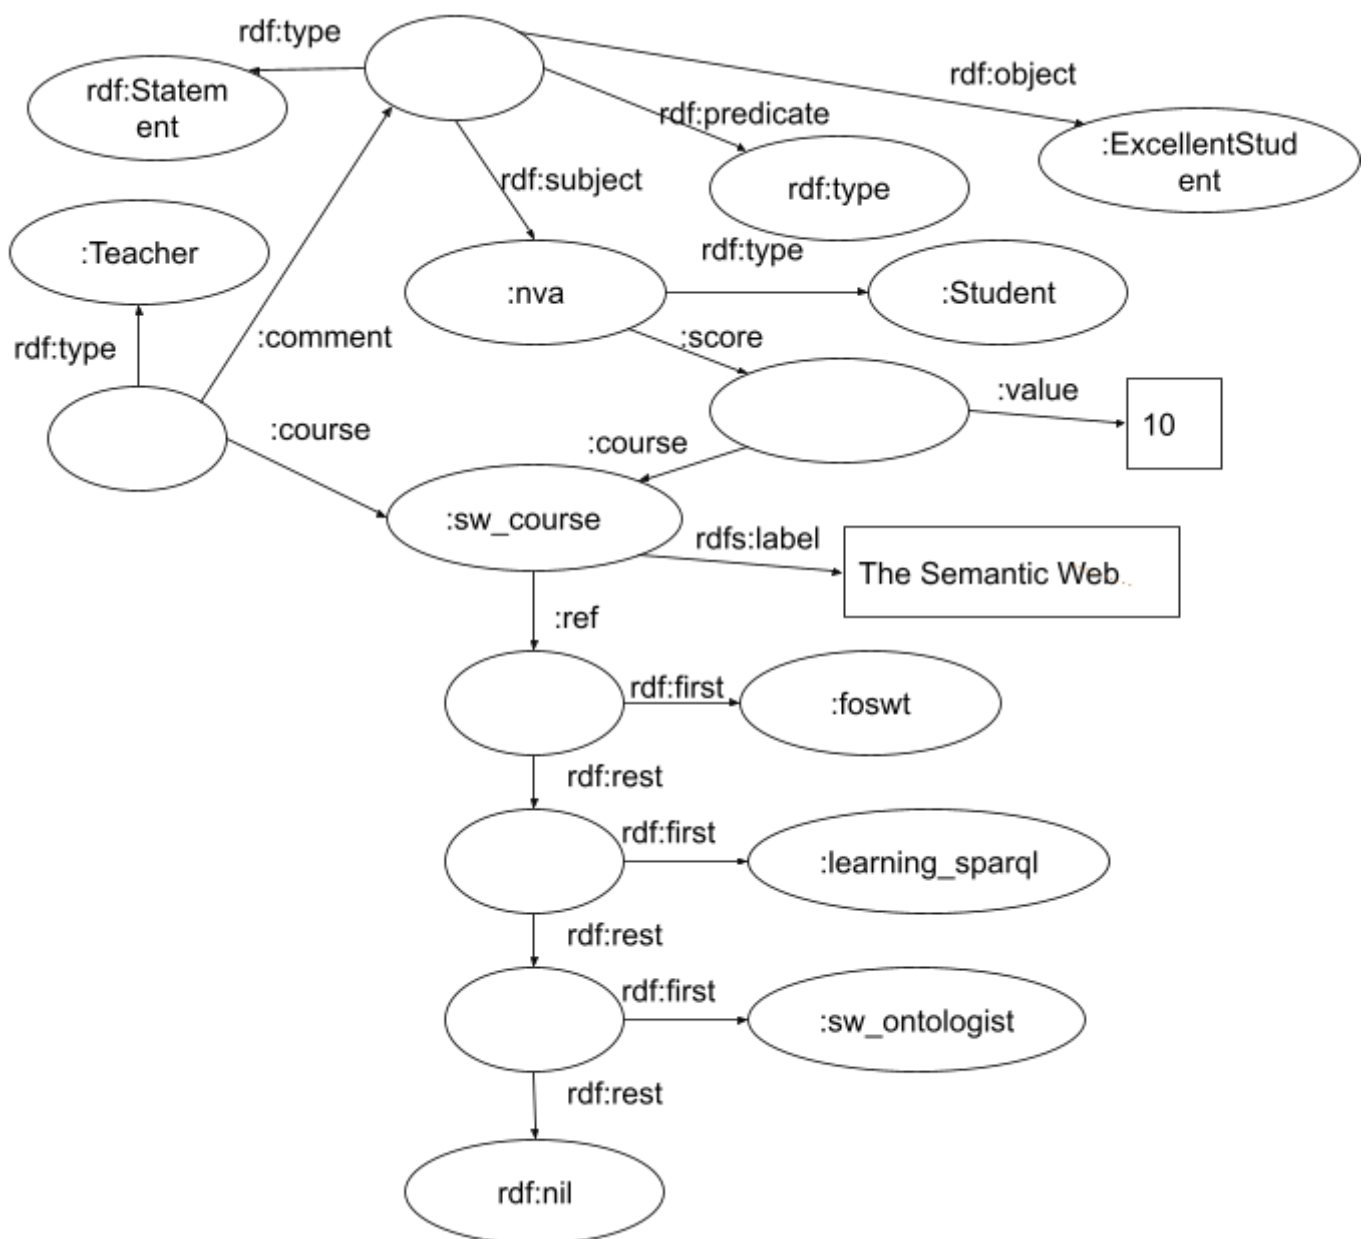 rdf:type
rdf:object
rdf:Statem
ent
rdf:predicate
:ExcellentStud
ent
rdf:subject
rdf:type
:Teacher
rdf:type
:nva
:Student
rdf:type
:comment
:score
:value
10
:course
:course
:sw_course
rdfs:label
The Semantic Web
:ref
rdf:first
:foswt
rdf:rest
rdf:first
:learning_sparql
rdf:rest
rdf:first
:sw_ontologist
rdf:rest
rdf:nil